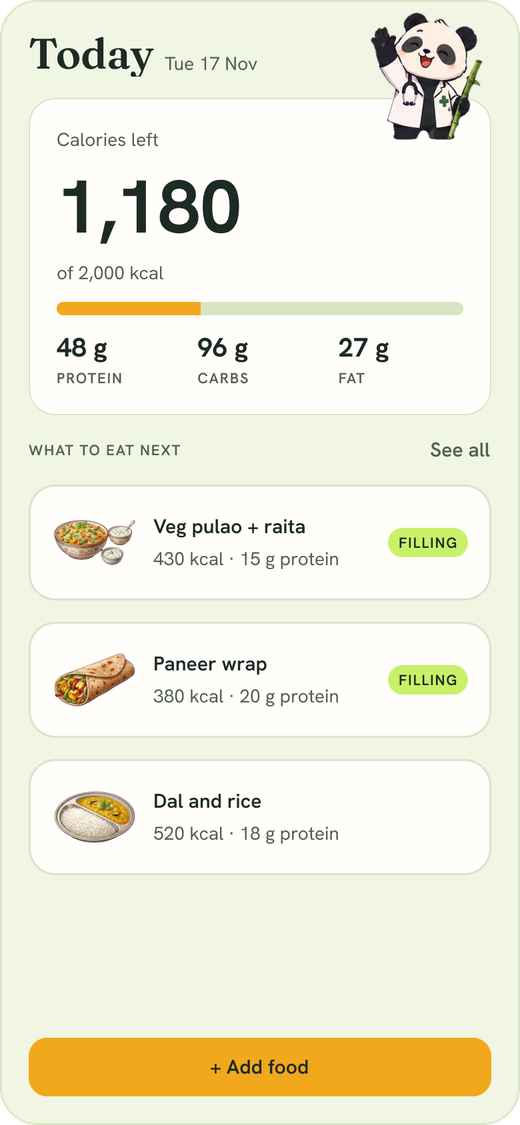 Today Tue 17 Nov
Calories left
1,180
of 2,000 kcal
48 g 96 g 27 g
PROTEIN CARBS FAT
WHAT TO EAT NEXT See all
Veg pulao + raita
430 kcal · 15 g protein
FILLING
Paneer wrap
380 kcal · 20 g protein
FILLING
Dal and rice
520 kcal · 18 g protein
+ Add food